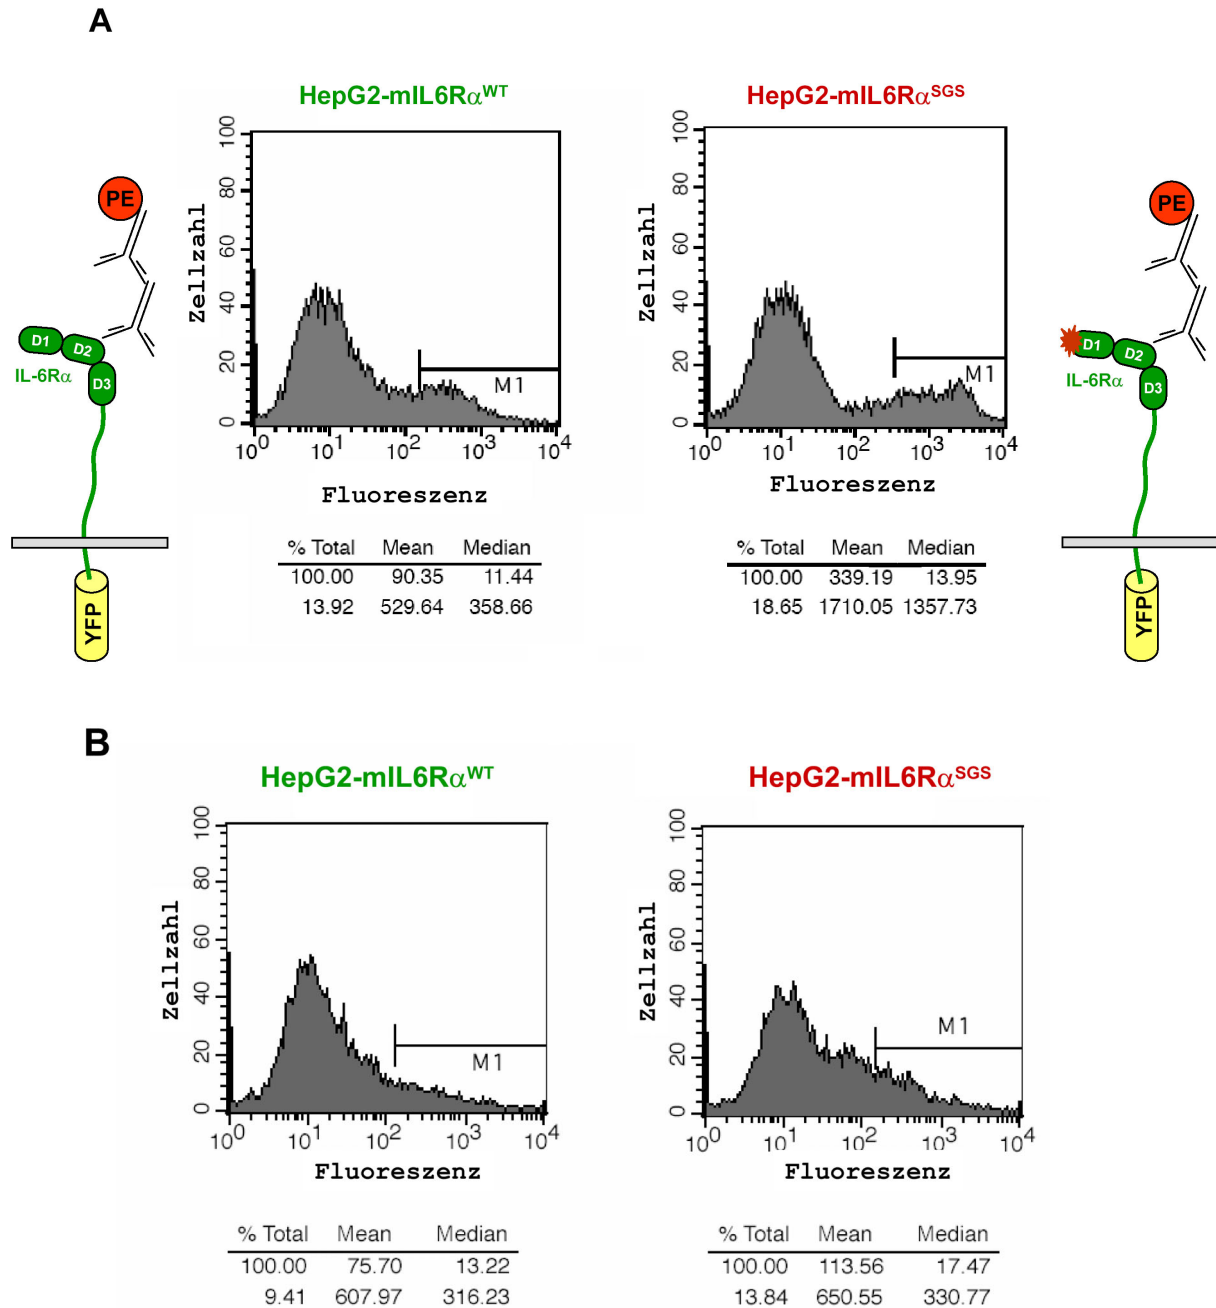 A
HepG2-mIL6RαWT
HepG2-mIL6RαSGS
PE
D1
D2
D3
IL-6Rα
YFP
Zellzahl
100
80
60
40
20
0
M1
10^0 10^1 10^2 10^3 10^4
Fluoreszenz
% Total Mean Median
100.00 90.35 11.44
13.92 529.64 358.66
Zellzahl
100
80
60
40
20
0
M1
10^0 10^1 10^2 10^3 10^4
Fluoreszenz
% Total Mean Median
100.00 339.19 13.95
18.65 1710.05 1357.73
PE
D1
D2
D3
IL-6Rα
YFP
B
HepG2-mIL6RαWT
HepG2-mIL6RαSGS
Zellzahl
100
80
60
40
20
0
M1
10^0 10^1 10^2 10^3 10^4
Fluoreszenz
% Total Mean Median
100.00 75.70 13.22
9.41 607.97 316.23
Zellzahl
100
80
60
40
20
0
M1
10^0 10^1 10^2 10^3 10^4
Fluoreszenz
% Total Mean Median
100.00 113.56 17.47
13.84 650.55 330.77